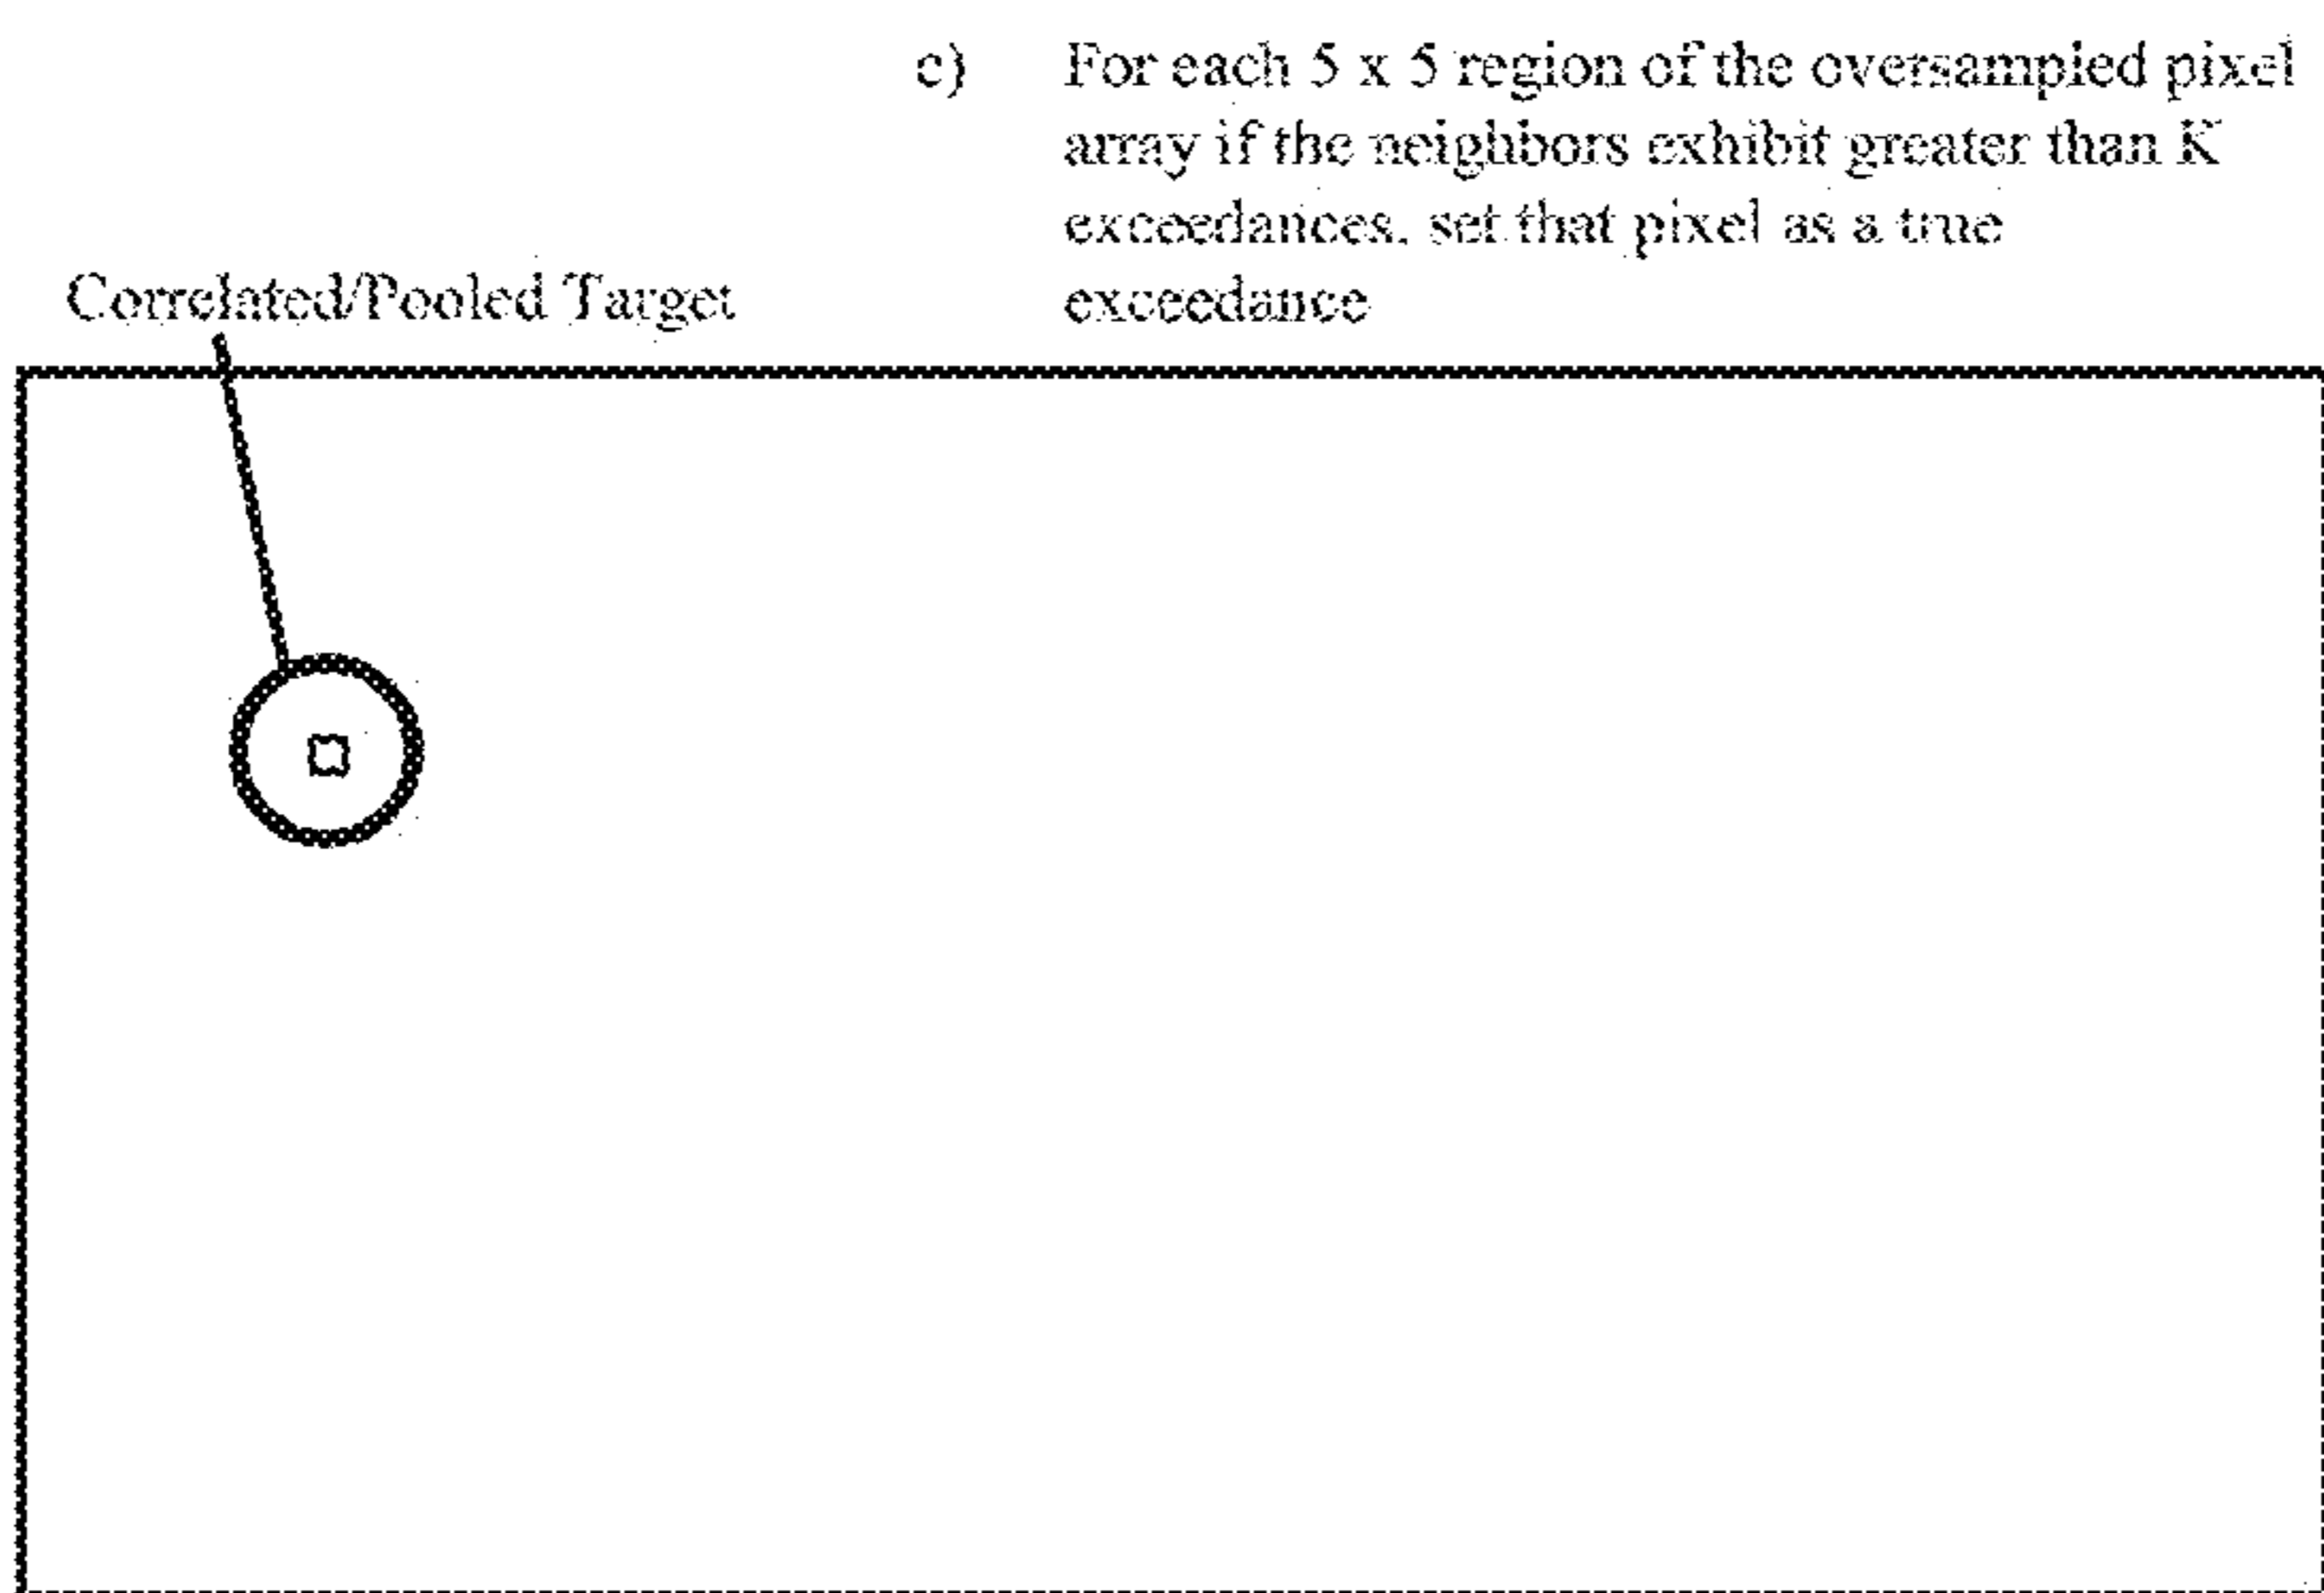 c) For each 5 x 5 region of the oversampled pixel
array if the neighbors exhibit greater than K
exceedances, set that pixel as a true
exceedance
Correlated/Pooled Target